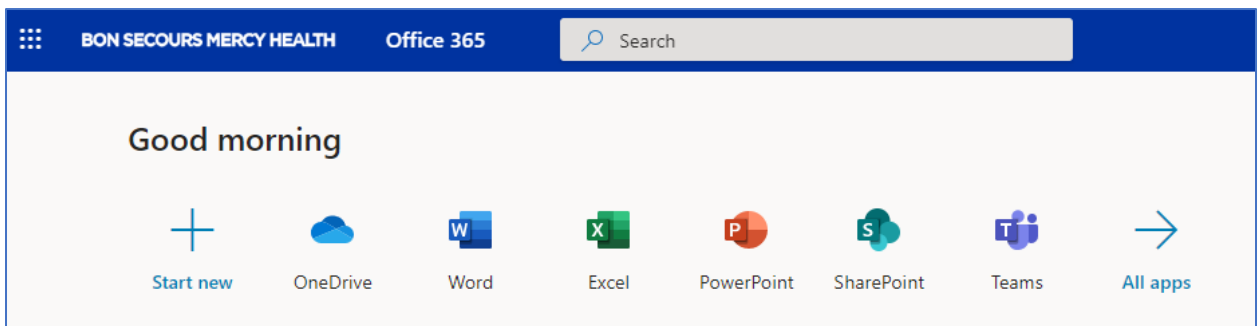 BON SECOURS MERCY HEALTH Office 365 Search
Good morning
W X P S T
Start new OneDrive Word Excel PowerPoint SharePoint Teams All apps